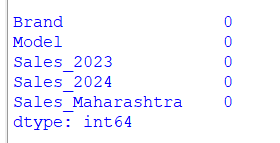 Brand 0
Model 0
Sales_2023 0
Sales_2024 0
Sales_Maharashtra 0
dtype: int64